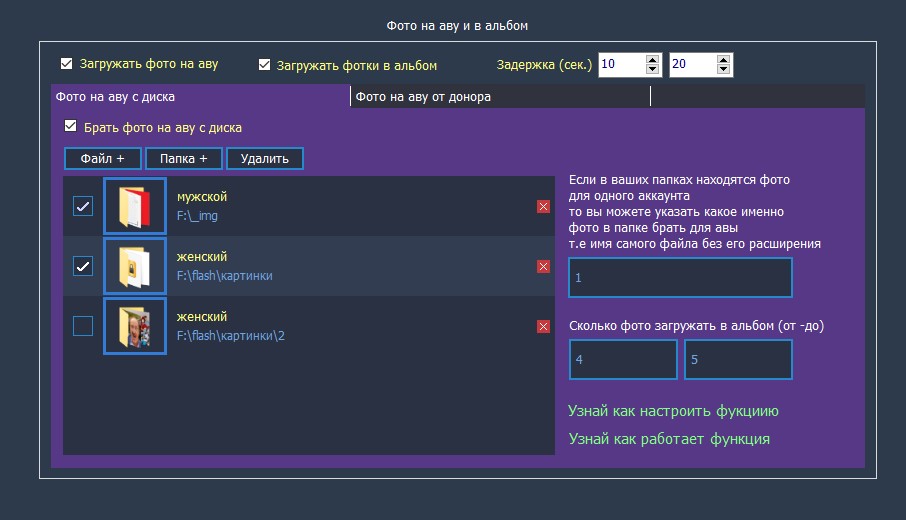 Фото на аву и в альбом
Загружать фото на аву
Загружать фотки в альбом
Задержка (сек.)
10
20
Фото на аву с диска
Фото на аву от донора
Брать фото на аву с диска
Файл +
Папка +
Удалить
мужской
F:\_img
женский
F:\flash\картинки
женский
F:\flash\картинки\2
Если в ваших папках находятся фото
для одного аккаунта
то вы можете указать какое именно
фото в папке брать для авы
т.е имя самого файла без его расширения
1
Сколько фото загружать в альбом (от -до)
4
5
Узнай как настроить фукциию
Узнай как работает функция